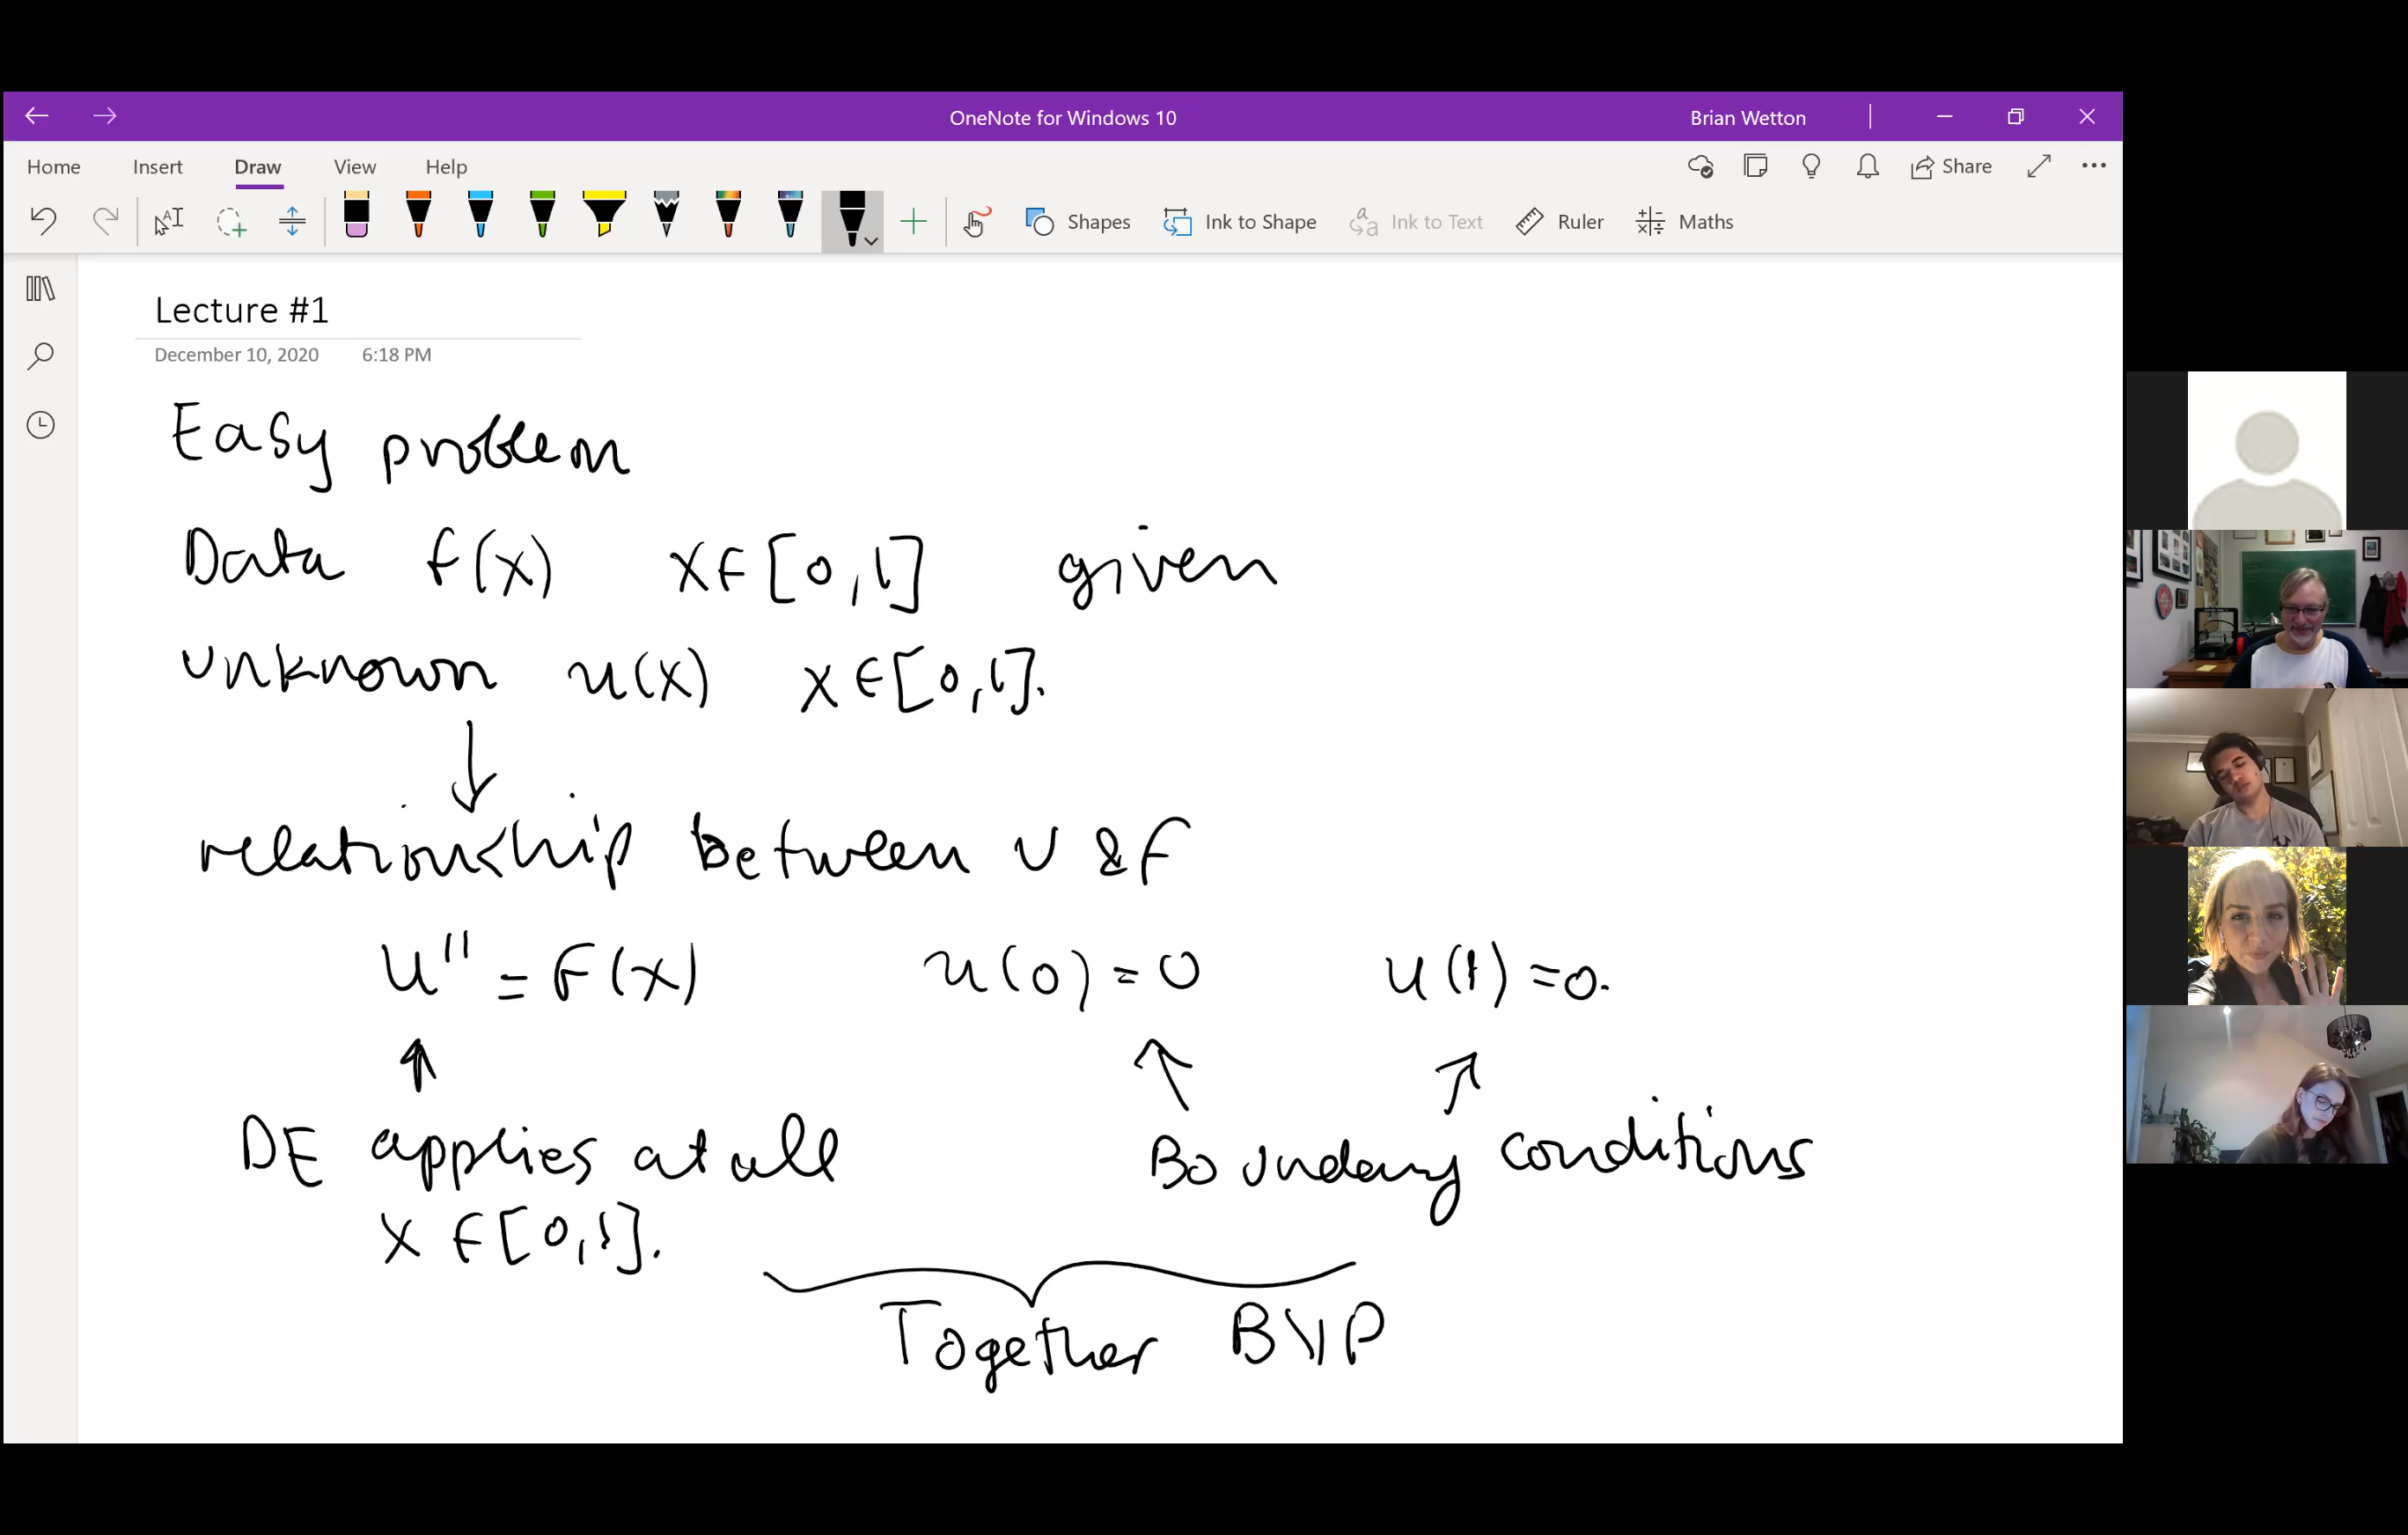 OneNote for Windows 10 Brian Wetton
Home Insert Draw View Help Share
Shapes Ink to Shape Ink to Text Ruler Maths
Lecture #1
December 10, 2020 6:18 PM
Easy problem
Data f(x) x∈[0,1] given
unknown u(x) x∈[0,1].
↓
relationship between u & f
u'' = f(x) u(0)=0 u(1)=0.
↑ ↑ ↑
DE applies at all Boundary conditions
x∈[0,1].
Together BVP